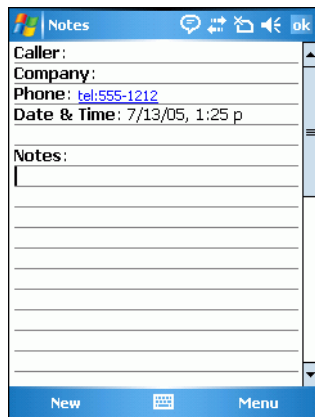 Notes ok
Caller:
Company:
Phone: tel:555-1212
Date & Time: 7/13/05, 1:25 p
Notes:
New Menu